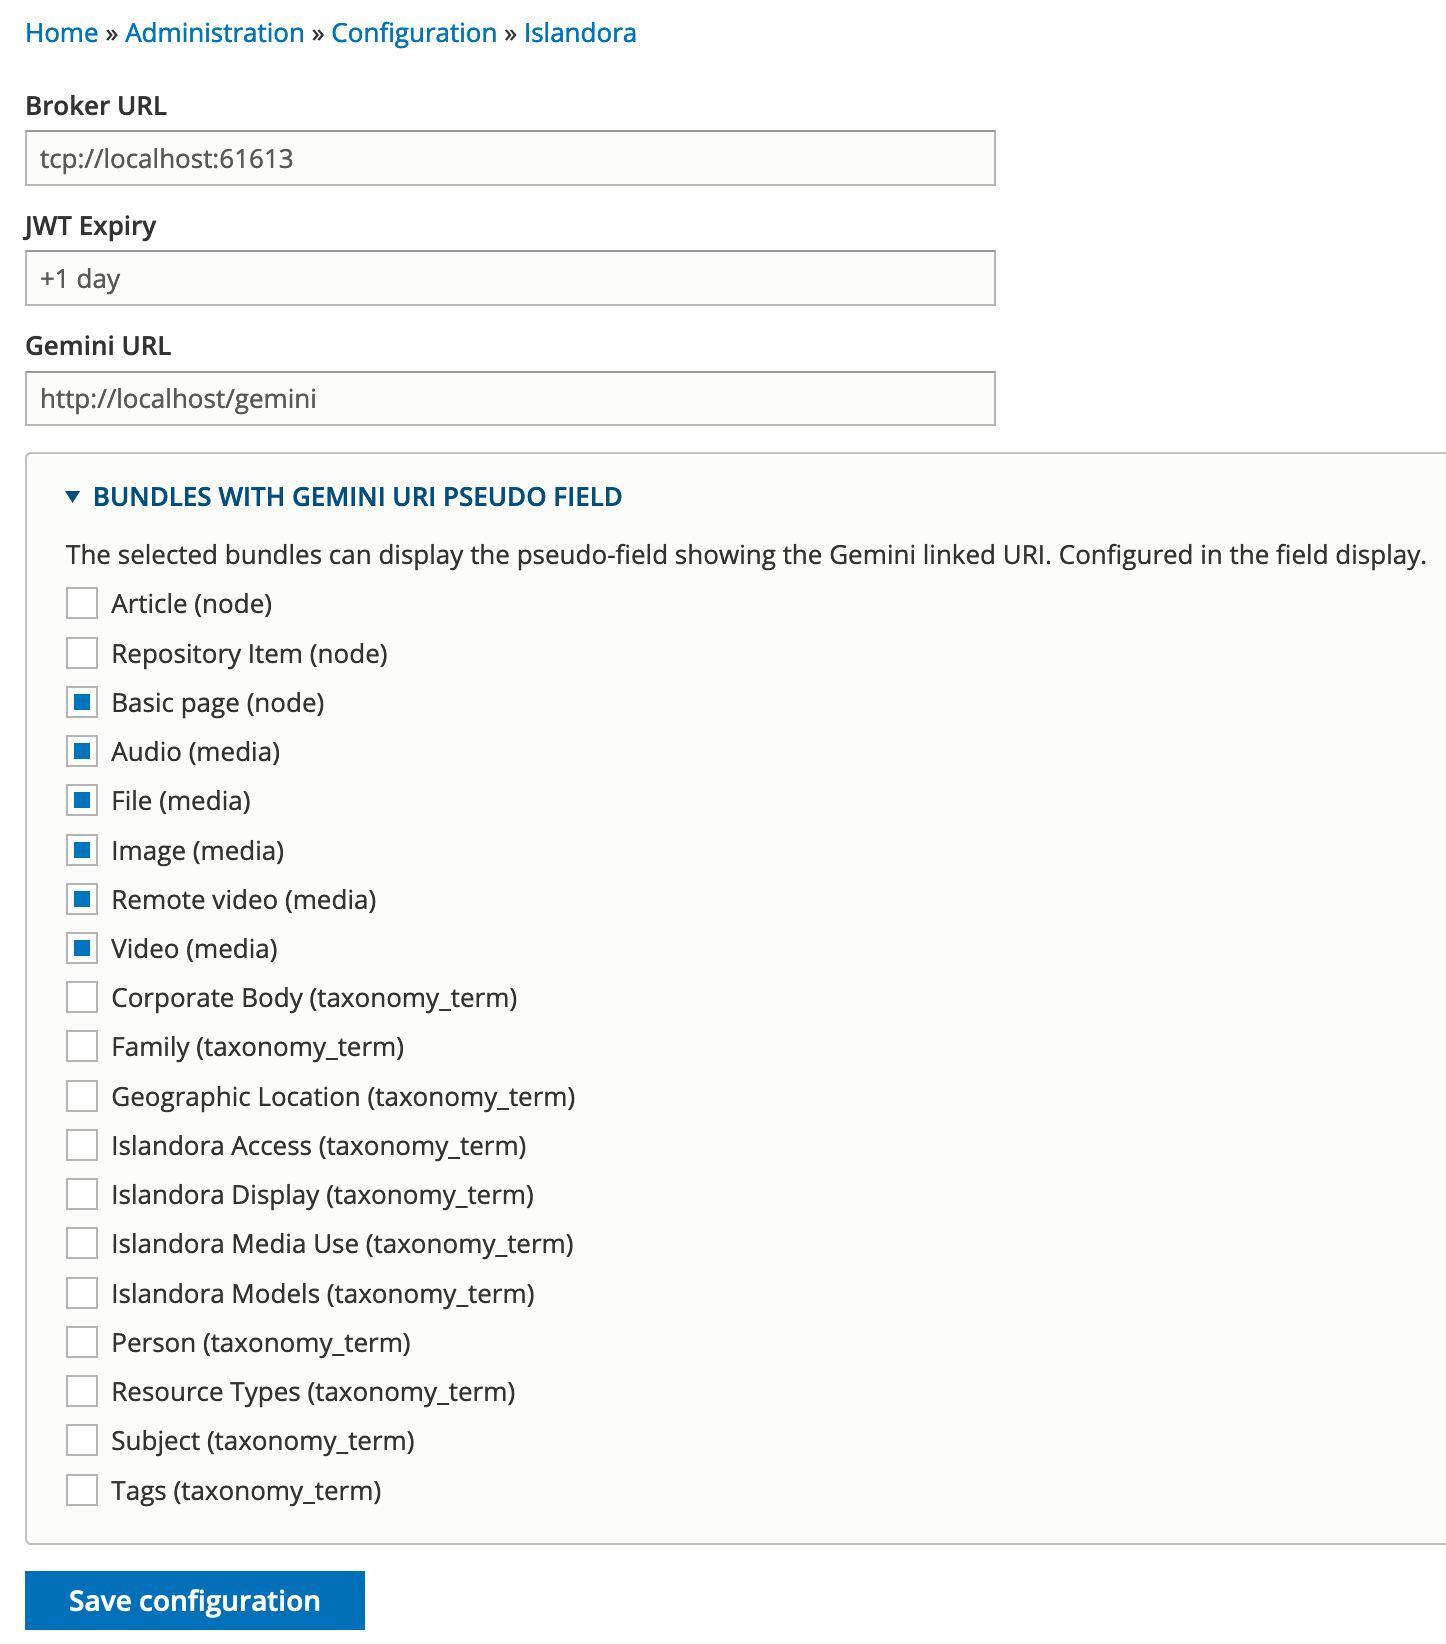 Home » Administration » Configuration » Islandora
Broker URL
tcp://localhost:61613
JWT Expiry
+1 day
Gemini URL
http://localhost/gemini
BUNDLES WITH GEMINI URI PSEUDO FIELD
The selected bundles can display the pseudo-field showing the Gemini linked URI. Configured in the field display.
Article (node)
Repository Item (node)
Basic page (node)
Audio (media)
File (media)
Image (media)
Remote video (media)
Video (media)
Corporate Body (taxonomy_term)
Family (taxonomy_term)
Geographic Location (taxonomy_term)
Islandora Access (taxonomy_term)
Islandora Display (taxonomy_term)
Islandora Media Use (taxonomy_term)
Islandora Models (taxonomy_term)
Person (taxonomy_term)
Resource Types (taxonomy_term)
Subject (taxonomy_term)
Tags (taxonomy_term)
Save configuration